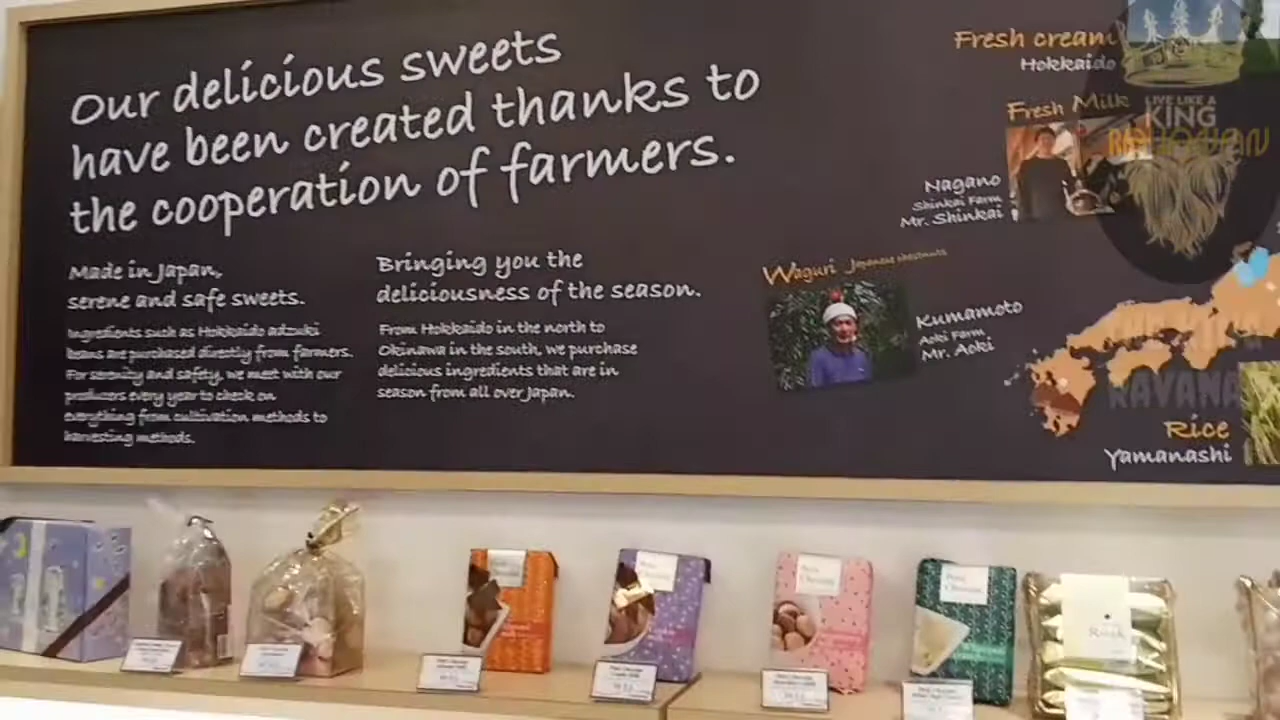 Our delicious sweets
have been created thanks to
the cooperation of farmers.
Made in Japan,
serene and safe sweets.
Ingredients such as Hokkaido adzuki
beans are purchased directly from farmers.
For serenity and safety, we meet with our
producers every year to check on
everything from cultivation methods to
harvesting methods.
Bringing you the
deliciousness of the season.
From Hokkaido in the north to
Okinawa in the south, we purchase
delicious ingredients that are in
season from all over Japan.
Fresh cream
Hokkaido
Fresh Milk
Nagano
Shinkai Farm
Mr. Shinkai
Waguri Japanese chestnuts
Kumamoto
Aoki Farm
Mr. Aoki
Rice
Yamanashi
LIVE LIKE A
KING
RAVANA
Rusk